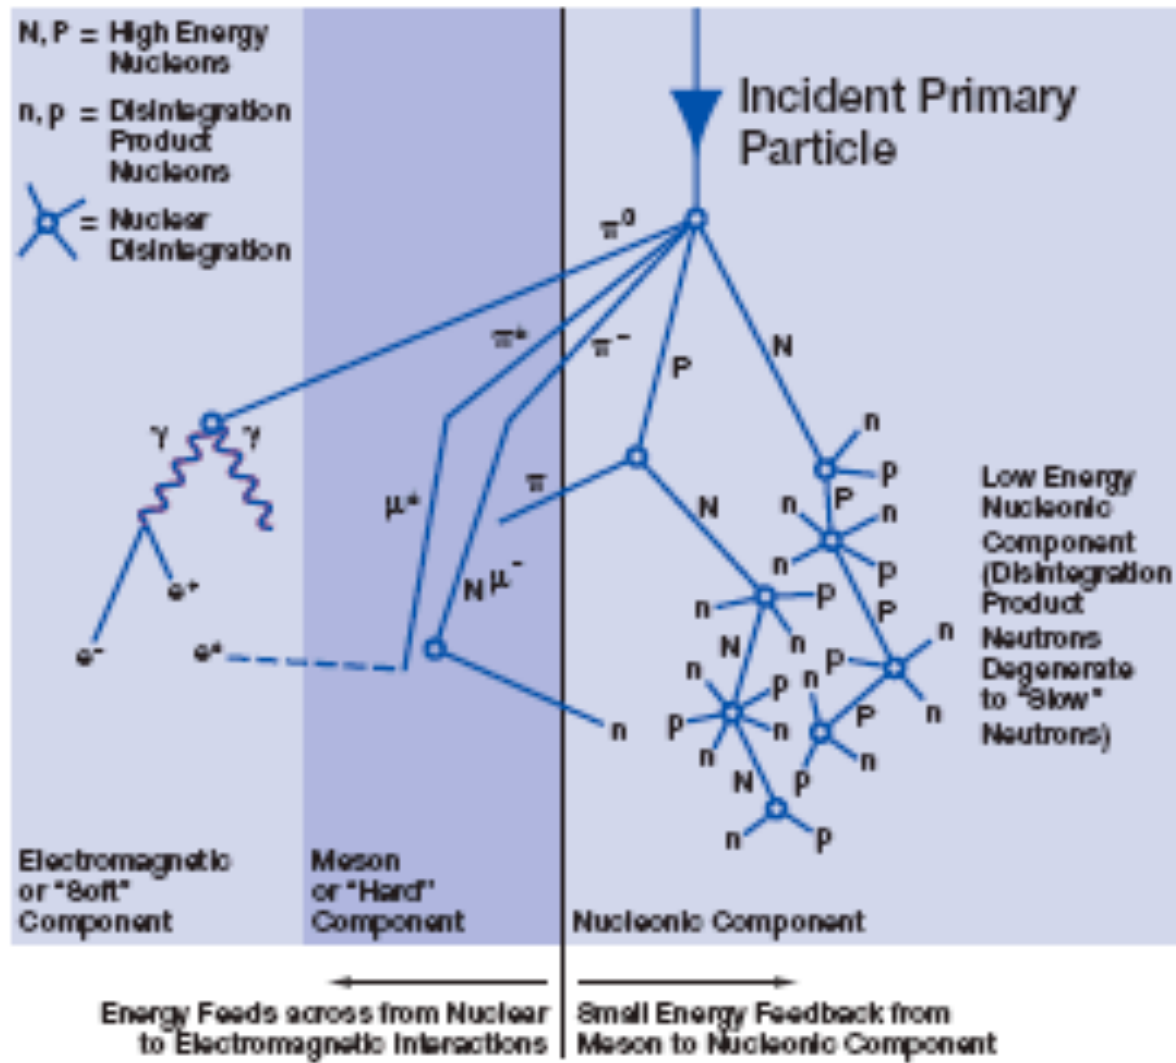 N, P = High Energy
Nucleons
n, p = Disintegration
Product
Nucleons
= Nuclear
Disintegration
Incident Primary
Particle
π⁰
π±
π⁻
P
N
γ
γ
π
μ±
μ⁻
N
N
e⁺
e⁻
e±
n
n
p
P
n
n
n
p
P
n
p
n
N
n
p
n
p
n
n
P
n
p
n
p
n
n
N
p
n
p
Low Energy
Nucleonic
Component
(Disintegration
Product
Neutrons
Degenerate
to "Slow"
Neutrons)
Electromagnetic
or "Soft"
Component
Meson
or "Hard"
Component
Nucleonic Component
Energy Feeds across from Nuclear
to Electromagnetic Interactions
Small Energy Feedback from
Meson to Nucleonic Component